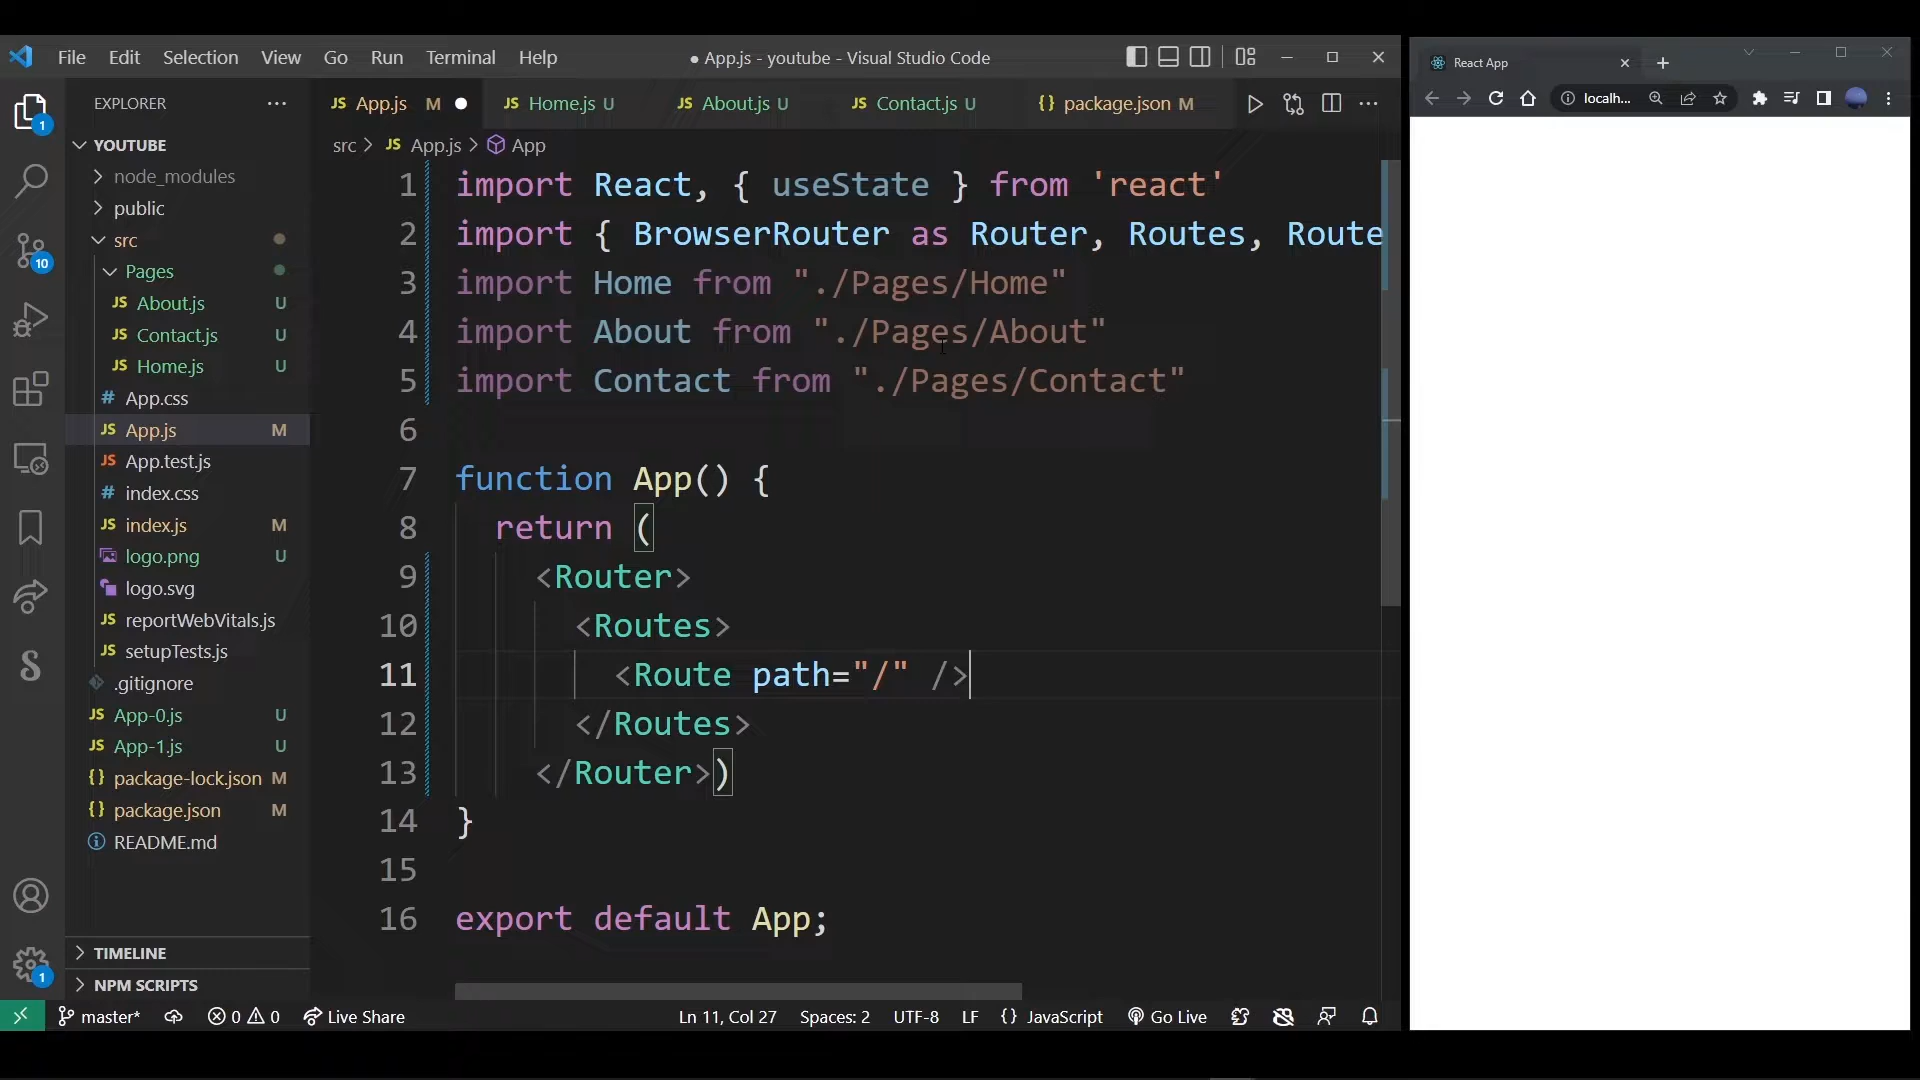 File Edit Selection View Go Run Terminal Help
● App.js - youtube - Visual Studio Code
React App
localh...
EXPLORER
JS App.js M
JS Home.js U
JS About.js U
JS Contact.js U
{} package.json M
src > JS App.js > App
YOUTUBE
node_modules
public
src
Pages
JS About.js U
JS Contact.js U
JS Home.js U
# App.css
JS App.js M
JS App.test.js
# index.css
JS index.js M
logo.png U
logo.svg
JS reportWebVitals.js
JS setupTests.js
.gitignore
JS App-0.js U
JS App-1.js U
{} package-lock.json M
{} package.json M
README.md
TIMELINE
NPM SCRIPTS
1
10
1
1 import React, { useState } from 'react'
2 import { BrowserRouter as Router, Routes, Route
3 import Home from "./Pages/Home"
4 import About from "./Pages/About"
5 import Contact from "./Pages/Contact"
6
7 function App() {
8 return (
9 <Router>
10 <Routes>
11 <Route path="/" />
12 </Routes>
13 </Router>)
14 }
15
16 export default App;
master* 0 0 Live Share
Ln 11, Col 27 Spaces: 2 UTF-8 LF {} JavaScript Go Live